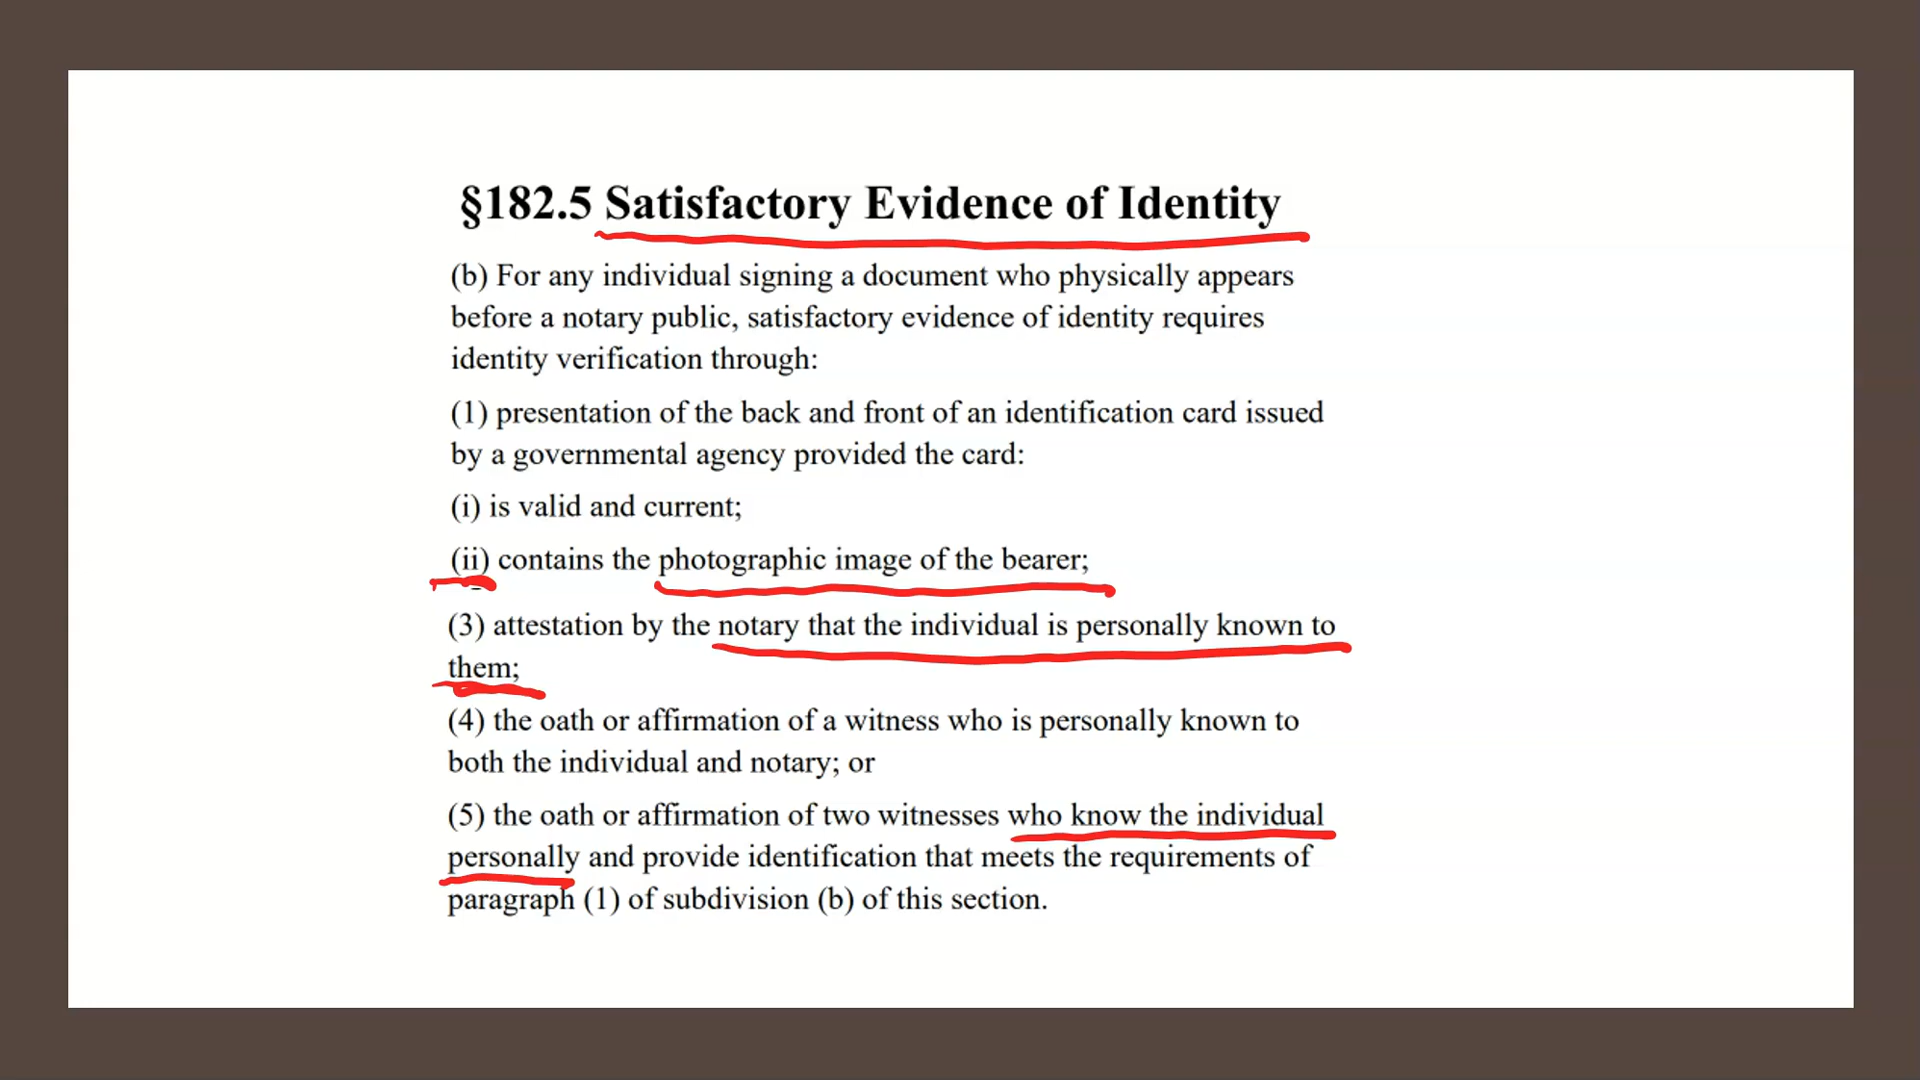 §182.5 Satisfactory Evidence of Identity
(b) For any individual signing a document who physically appears
before a notary public, satisfactory evidence of identity requires
identity verification through:
(1) presentation of the back and front of an identification card issued
by a governmental agency provided the card:
(i) is valid and current;
(ii) contains the photographic image of the bearer;
(3) attestation by the notary that the individual is personally known to
them;
(4) the oath or affirmation of a witness who is personally known to
both the individual and notary; or
(5) the oath or affirmation of two witnesses who know the individual
personally and provide identification that meets the requirements of
paragraph (1) of subdivision (b) of this section.